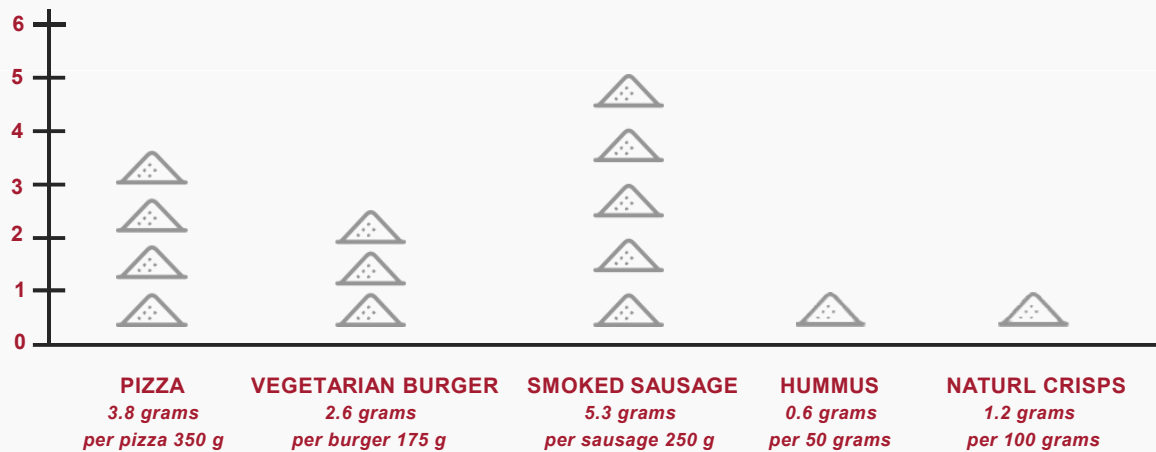 6
5
4
3
2
1
0
PIZZA
3.8 grams
per pizza 350 g
VEGETARIAN BURGER
2.6 grams
per burger 175 g
SMOKED SAUSAGE
5.3 grams
per sausage 250 g
HUMMUS
0.6 grams
per 50 grams
NATURL CRISPS
1.2 grams
per 100 grams